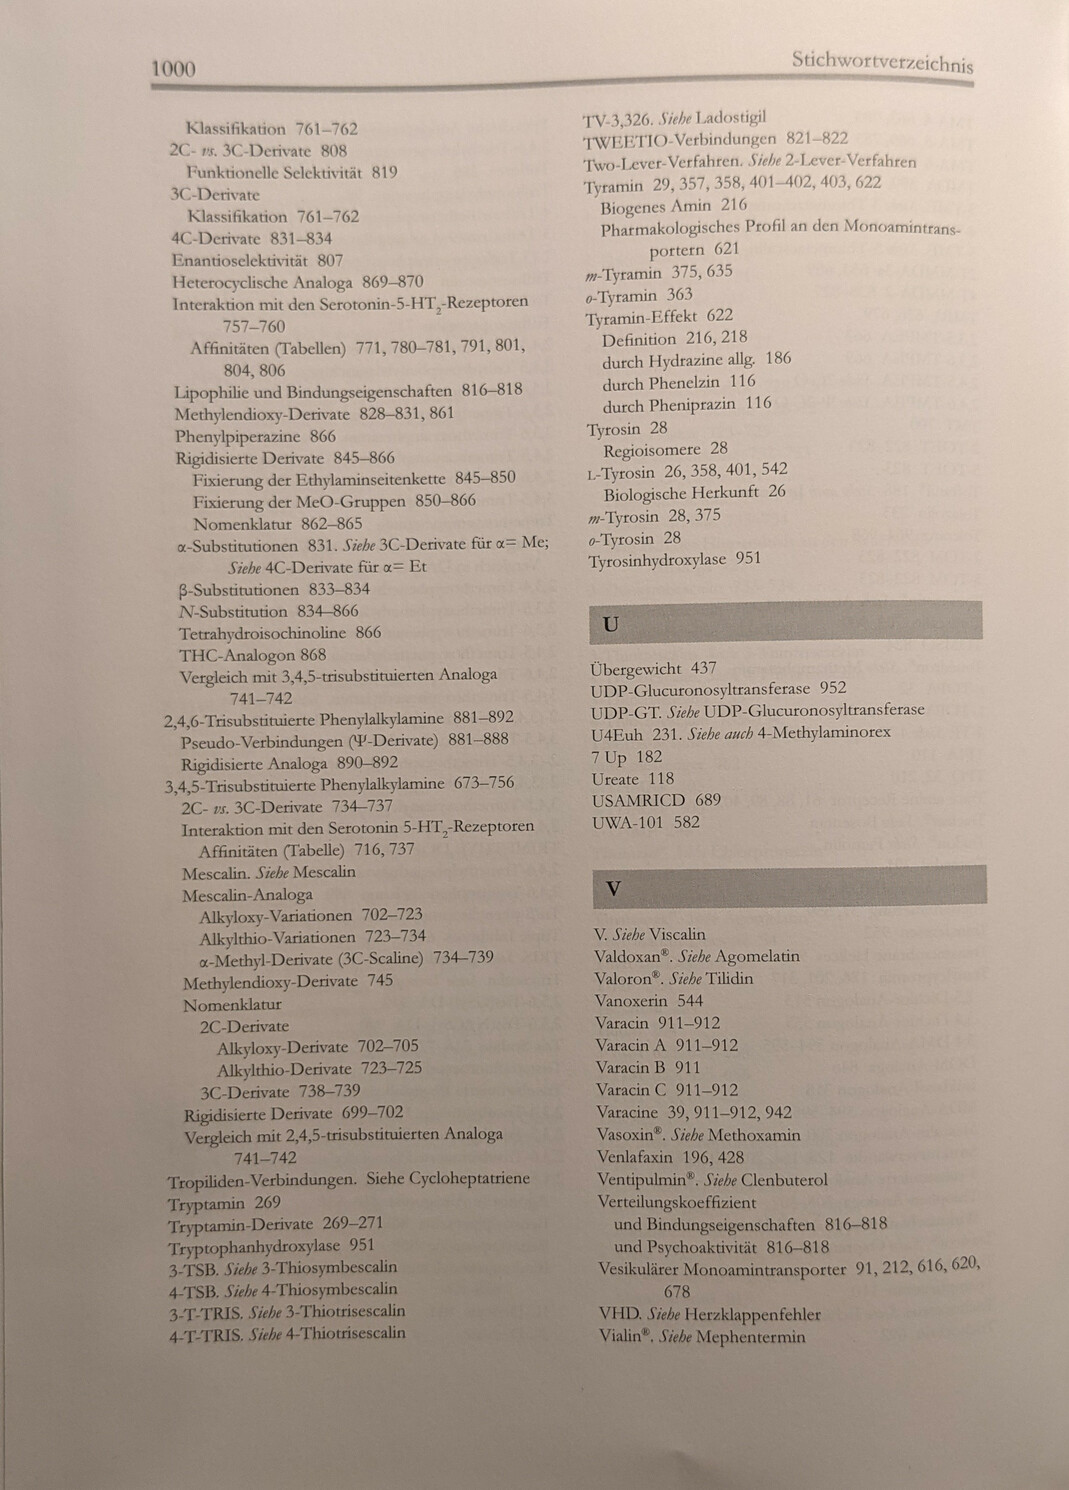 1000
Stichwortverzeichnis
Klassifikation 761–762
2C- vs. 3C-Derivate 808
Funktionelle Selektivität 819
3C-Derivate
Klassifikation 761–762
4C-Derivate 831–834
Enantioselektivität 807
Heterocyclische Analoga 869–870
Interaktion mit den Serotonin-5-HT₂-Rezeptoren
757–760
Affinitäten (Tabellen) 771, 780–781, 791, 801,
804, 806
Lipophilie und Bindungseigenschaften 816–818
Methylendioxy-Derivate 828–831, 861
Phenylpiperazine 866
Rigidisierte Derivate 845–866
Fixierung der Ethylaminseitenkette 845–850
Fixierung der MeO-Gruppen 850–866
Nomenklatur 862–865
α-Substitutionen 831. Siehe 3C-Derivate für α= Me;
Siehe 4C-Derivate für α= Et
β-Substitutionen 833–834
N-Substitution 834–866
Tetrahydroisochinoline 866
THC-Analogon 868
Vergleich mit 3,4,5-trisubstituierten Analoga
741–742
2,4,6-Trisubstituierte Phenylalkylamine 881–892
Pseudo-Verbindungen (Ψ-Derivate) 881–888
Rigidisierte Analoga 890–892
3,4,5-Trisubstituierte Phenylalkylamine 673–756
2C- vs. 3C-Derivate 734–737
Interaktion mit den Serotonin 5-HT₂-Rezeptoren
Affinitäten (Tabelle) 716, 737
Mescalin. Siehe Mescalin
Mescalin-Analoga
Alkyloxy-Variationen 702–723
Alkylthio-Variationen 723–734
α-Methyl-Derivate (3C-Scaline) 734–739
Methylendioxy-Derivate 745
Nomenklatur
2C-Derivate
Alkyloxy-Derivate 702–705
Alkylthio-Derivate 723–725
3C-Derivate 738–739
Rigidisierte Derivate 699–702
Vergleich mit 2,4,5-trisubstituierten Analoga
741–742
Tropiliden-Verbindungen. Siehe Cycloheptatriene
Tryptamin 269
Tryptamin-Derivate 269–271
Tryptophanhydroxylase 951
3-TSB. Siehe 3-Thiosymbescalin
4-TSB. Siehe 4-Thiosymbescalin
3-T-TRIS. Siehe 3-Thiotrisescalin
4-T-TRIS. Siehe 4-Thiotrisescalin
TV-3,326. Siehe Ladostigil
TWEETIO-Verbindungen 821–822
Two-Lever-Verfahren. Siehe 2-Lever-Verfahren
Tyramin 29, 357, 358, 401–402, 403, 622
Biogenes Amin 216
Pharmakologisches Profil an den Monoamintrans-
portern 621
m-Tyramin 375, 635
o-Tyramin 363
Tyramin-Effekt 622
Definition 216, 218
durch Hydrazine allg. 186
durch Phenelzin 116
durch Pheniprazin 116
Tyrosin 28
Regioisomere 28
L-Tyrosin 26, 358, 401, 542
Biologische Herkunft 26
m-Tyrosin 28, 375
o-Tyrosin 28
Tyrosinhydroxylase 951
U
Übergewicht 437
UDP-Glucuronosyltransferase 952
UDP-GT. Siehe UDP-Glucuronosyltransferase
U4Euh 231. Siehe auch 4-Methylaminorex
7 Up 182
Ureate 118
USAMRICD 689
UWA-101 582
V
V. Siehe Viscalin
Valdoxan®. Siehe Agomelatin
Valoron®. Siehe Tilidin
Vanoxerin 544
Varacin 911–912
Varacin A 911–912
Varacin B 911
Varacin C 911–912
Varacine 39, 911–912, 942
Vasoxin®. Siehe Methoxamin
Venlafaxin 196, 428
Ventipulmin®. Siehe Clenbuterol
Verteilungskoeffizient
und Bindungseigenschaften 816–818
und Psychoaktivität 816–818
Vesikulärer Monoamintransporter 91, 212, 616, 620,
678
VHD. Siehe Herzklappenfehler
Vialin®. Siehe Mephentermin